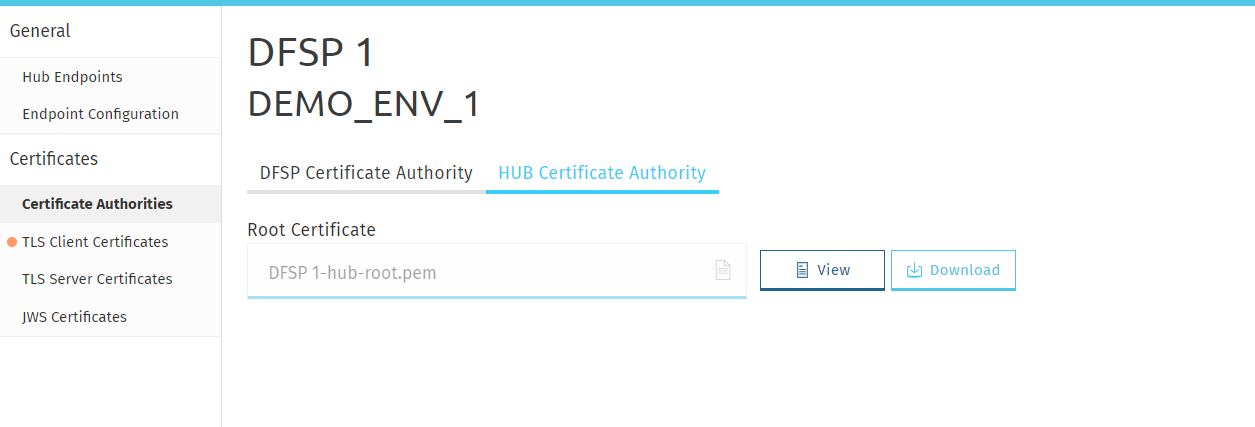 General
Hub Endpoints
Endpoint Configuration
Certificates
Certificate Authorities
TLS Client Certificates
TLS Server Certificates
JWS Certificates
DFSP 1
DEMO_ENV_1
DFSP Certificate Authority HUB Certificate Authority
Root Certificate
DFSP 1-hub-root.pem View Download